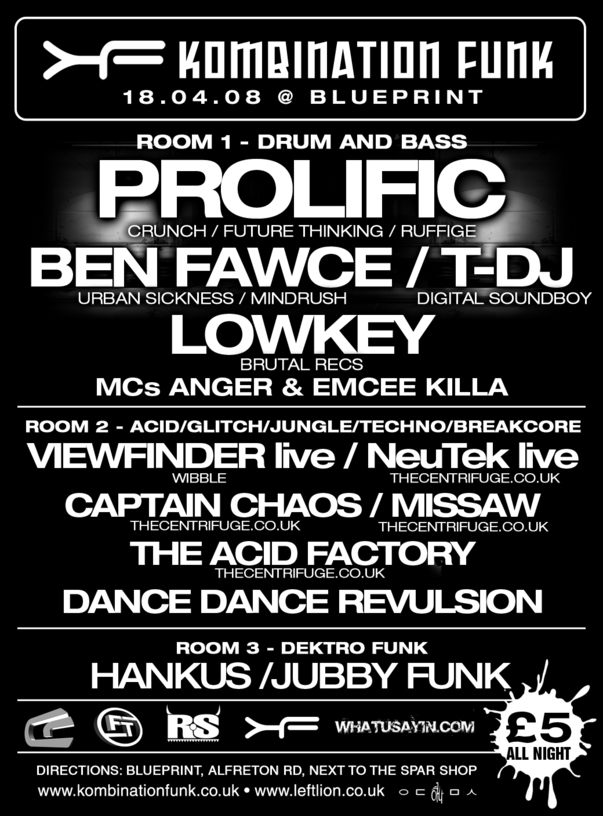 KOMBINATION FUNK
18.04.08 @ BLUEPRINT
ROOM 1 - DRUM AND BASS
PROLIFIC
CRUNCH / FUTURE THINKING / RUFFIGE
BEN FAWCE / T-DJ
URBAN SICKNESS / MINDRUSH DIGITAL SOUNDBOY
LOWKEY
BRUTAL RECS
MCs ANGER & EMCEE KILLA
ROOM 2 - ACID/GLITCH/JUNGLE/TECHNO/BREAKCORE
VIEWFINDER live / NeuTek live
WIBBLE THECENTRIFUGE.CO.UK
CAPTAIN CHAOS / MISSAW
THECENTRIFUGE.CO.UK THECENTRIFUGE.CO.UK
THE ACID FACTORY
THECENTRIFUGE.CO.UK
DANCE DANCE REVULSION
ROOM 3 - DEKTRO FUNK
HANKUS /JUBBY FUNK
R*S WHATUSAYIN.COM £5
ALL NIGHT
DIRECTIONS: BLUEPRINT, ALFRETON RD, NEXT TO THE SPAR SHOP
www.kombinationfunk.co.uk • www.leftlion.co.uk